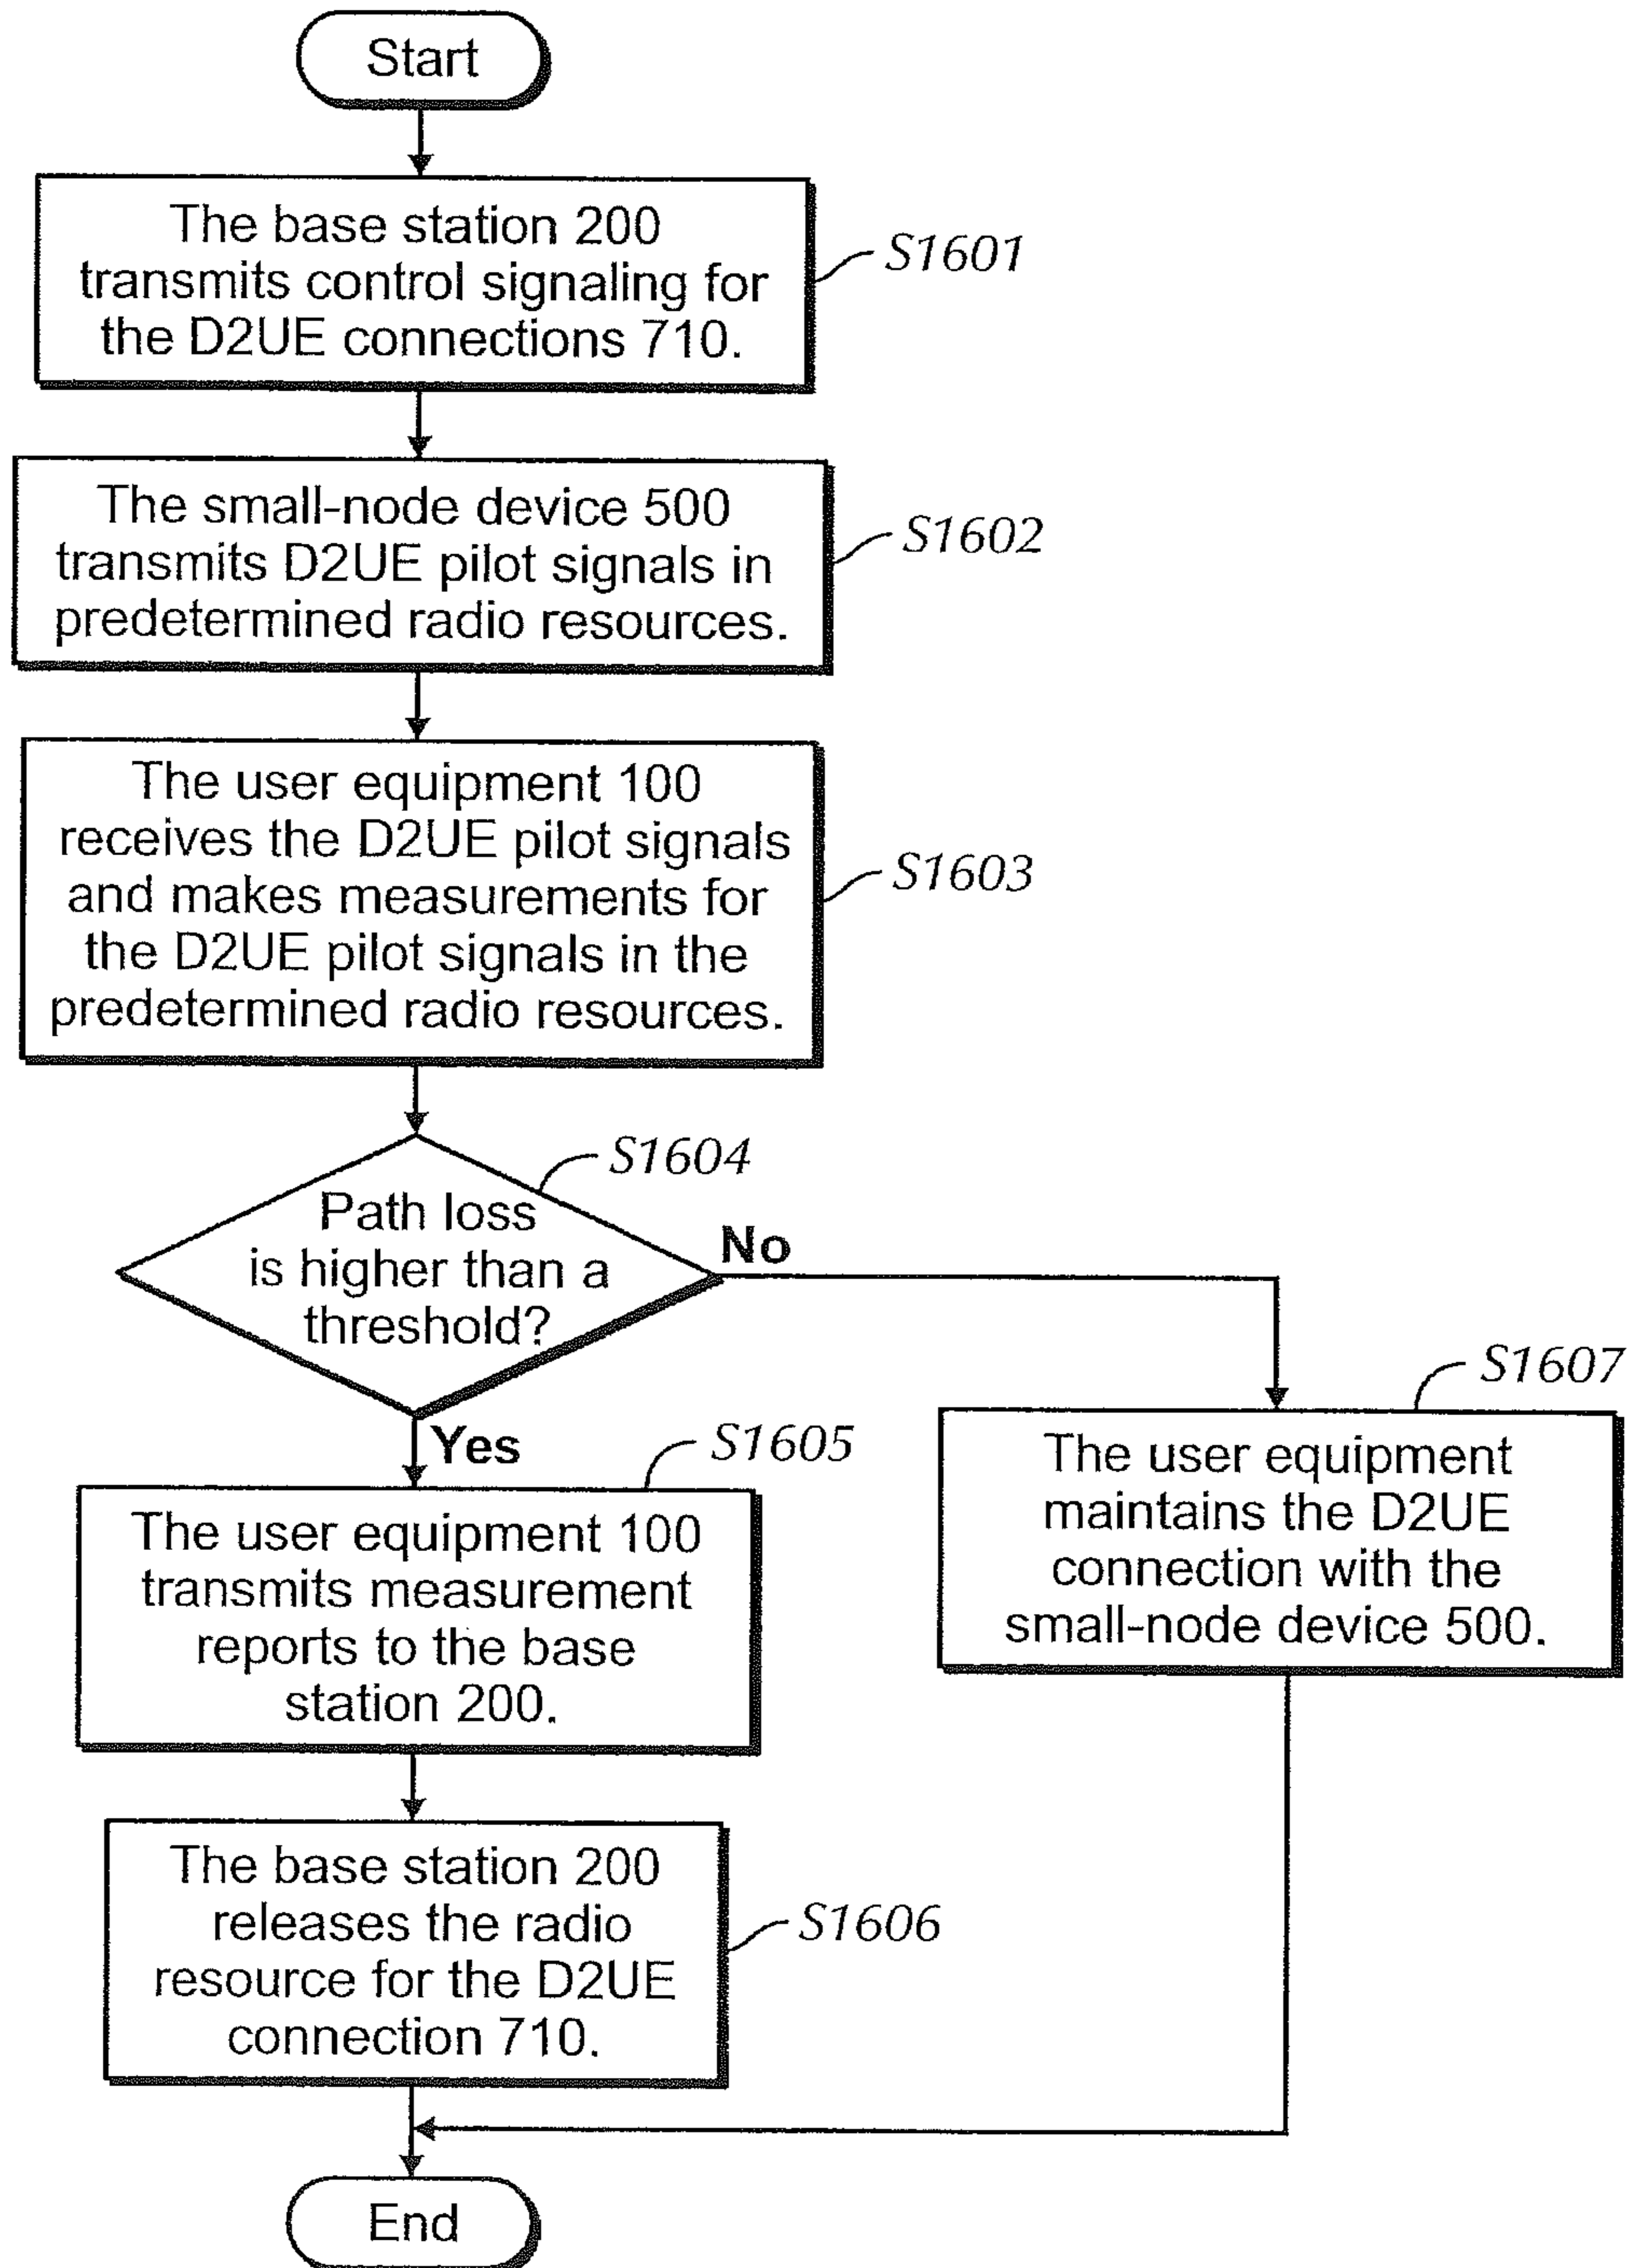 Start
The base station 200
transmits control signaling for
the D2UE connections 710.
S1601
The small-node device 500
transmits D2UE pilot signals in
predetermined radio resources.
S1602
The user equipment 100
receives the D2UE pilot signals
and makes measurements for
the D2UE pilot signals in the
predetermined radio resources.
S1603
S1604
Path loss
is higher than a
threshold?
No
Yes
S1605
The user equipment 100
transmits measurement
reports to the base
station 200.
S1607
The user equipment
maintains the D2UE
connection with the
small-node device 500.
The base station 200
releases the radio
resource for the D2UE
connection 710.
S1606
End